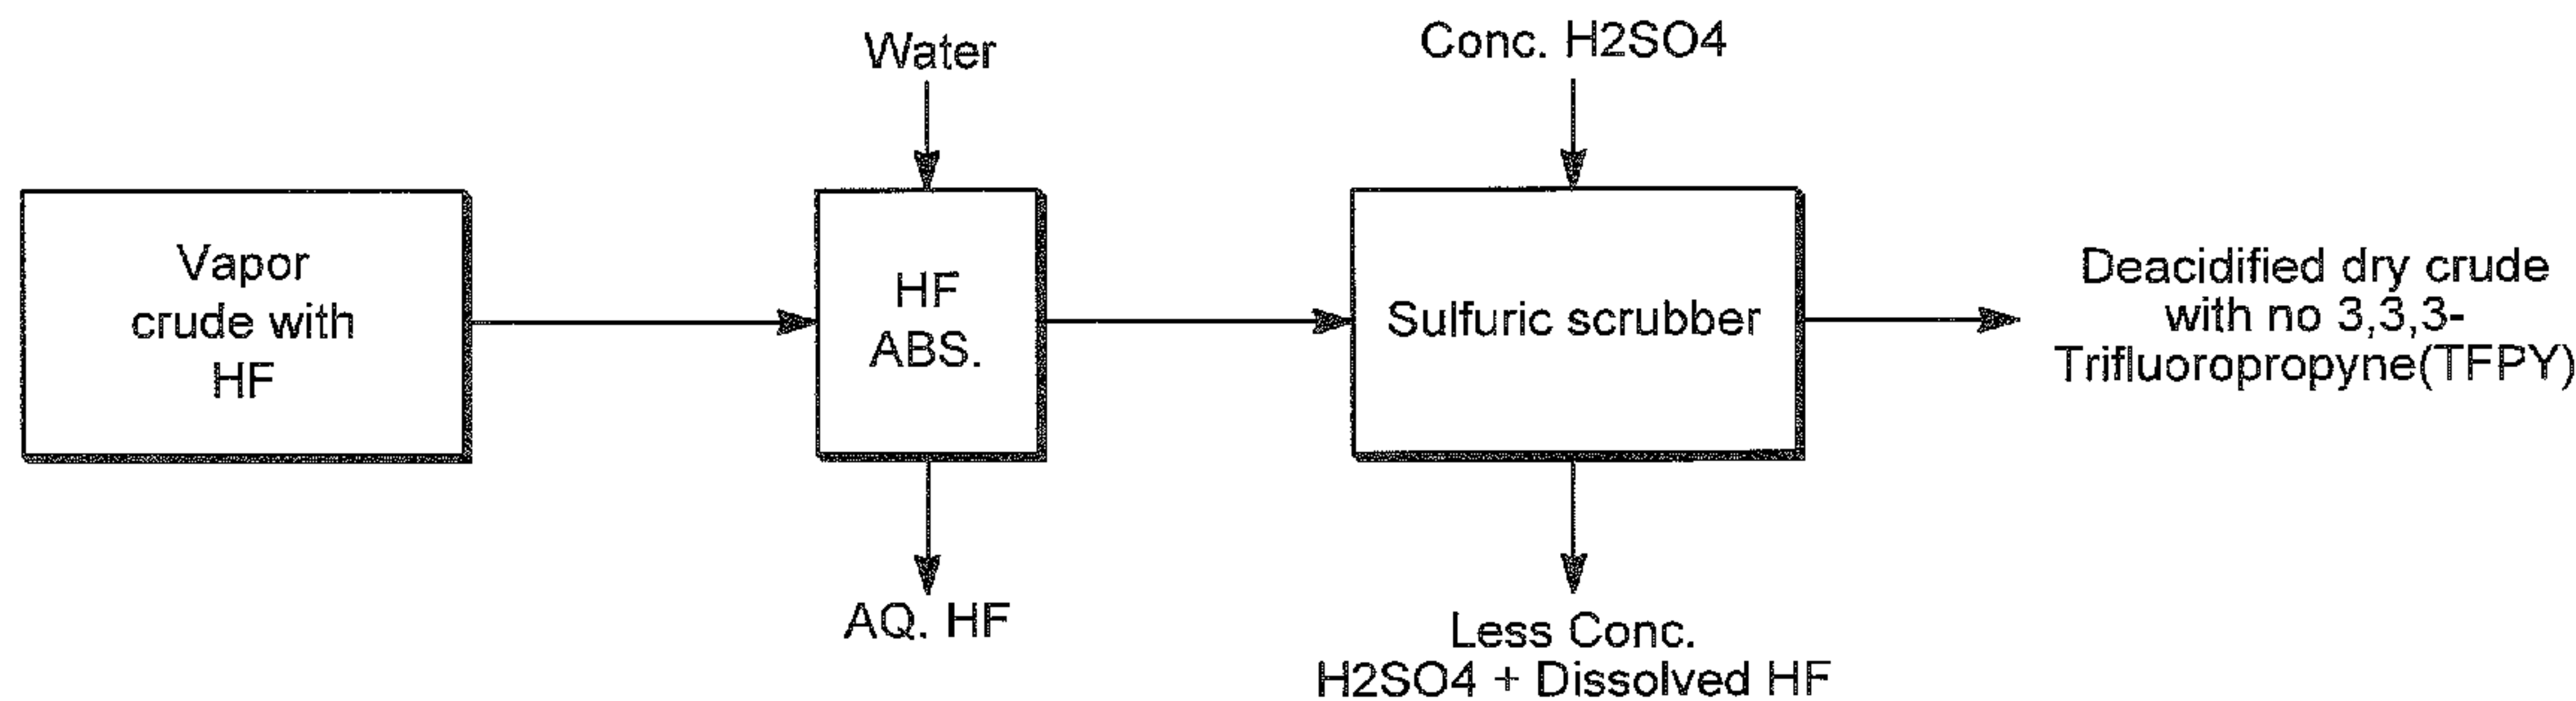 Water
Conc. H2SO4
Vapor
crude with
HF
HF
ABS.
Sulfuric scrubber
Deacidified dry crude
with no 3,3,3-
Trifluoropropyne(TFPY)
AQ. HF
Less Conc.
H2SO4 + Dissolved HF